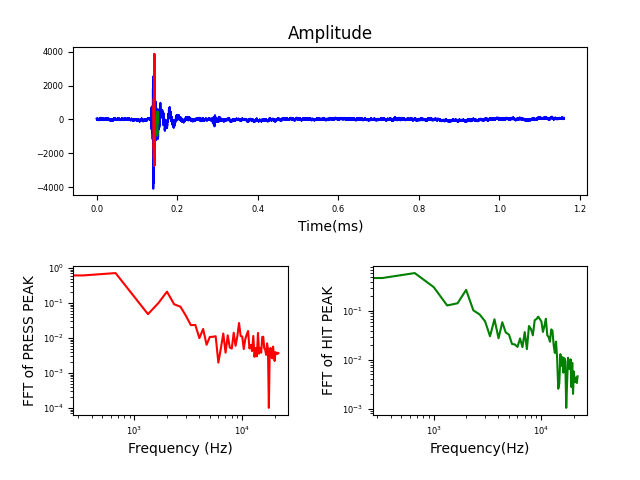 Amplitude
4000
2000
0
−2000
−4000
0.0 0.2 0.4 0.6 0.8 1.0 1.2
Time(ms)
FFT of PRESS PEAK
10⁰
10⁻¹
10⁻²
10⁻³
10⁻⁴
10³ 10⁴
Frequency (Hz)
FFT of HIT PEAK
10⁻¹
10⁻²
10⁻³
10³ 10⁴
Frequency(Hz)